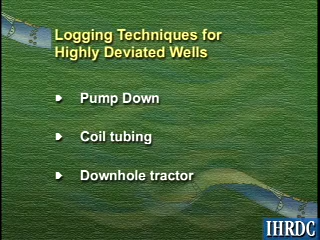 Logging Techniques for
Highly Deviated Wells
Pump Down
Coil tubing
Downhole tractor
IHRDC